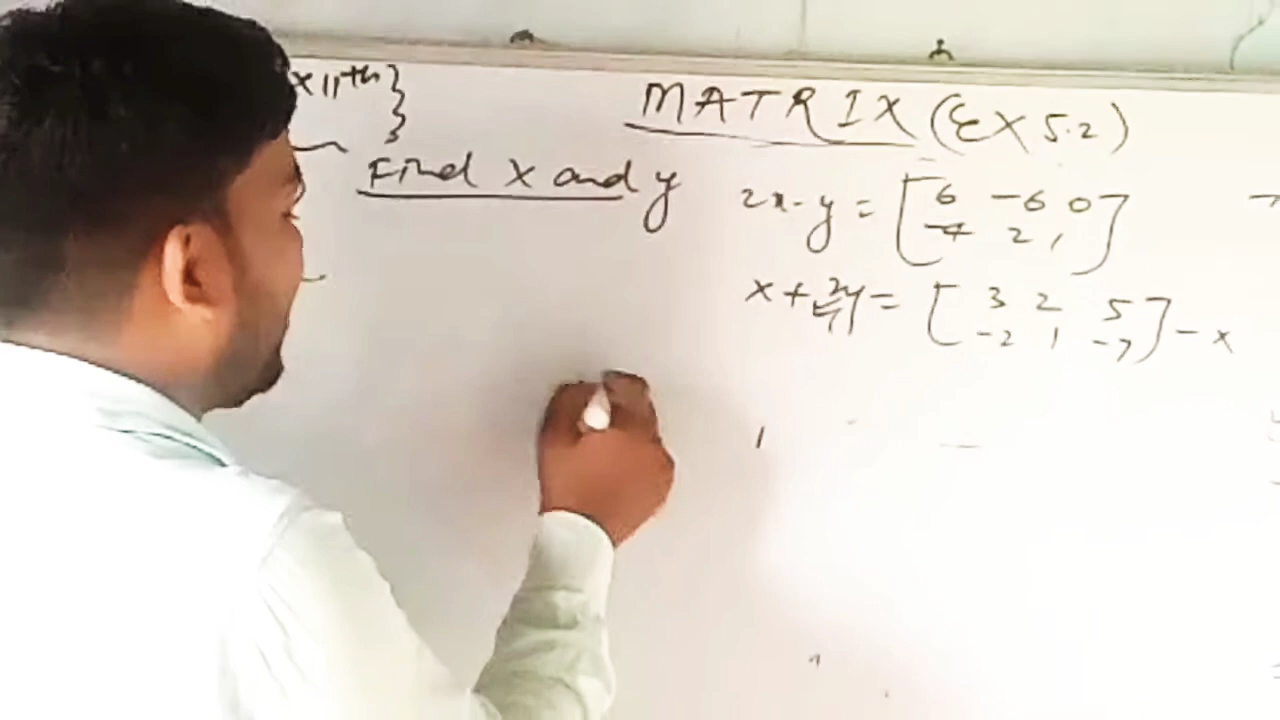 x 11th }
MATRIX (EX 5.2)
Find x and y
2x - y = [ 6 -6 0
-4 2 1 ]
x + 2y = [ 3 2 5
-2 1 -7 ] - x